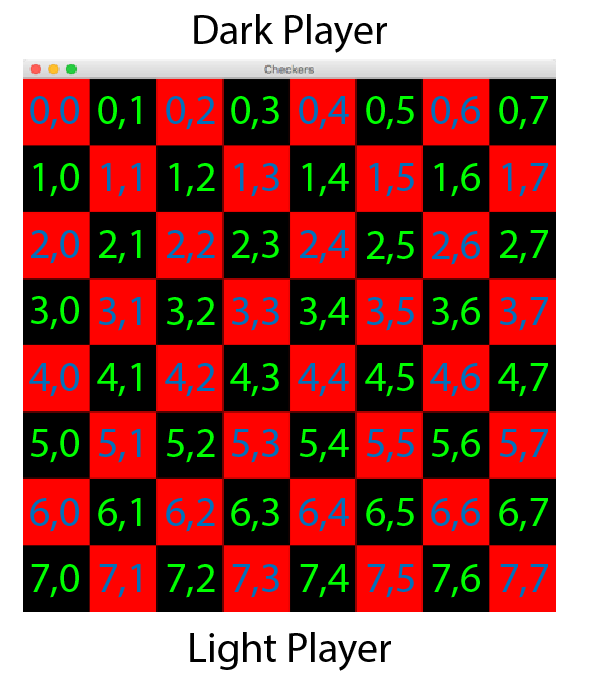 Dark Player
Checkers
0,0 0,1 0,2 0,3 0,4 0,5 0,6 0,7
1,0 1,1 1,2 1,3 1,4 1,5 1,6 1,7
2,0 2,1 2,2 2,3 2,4 2,5 2,6 2,7
3,0 3,1 3,2 3,3 3,4 3,5 3,6 3,7
4,0 4,1 4,2 4,3 4,4 4,5 4,6 4,7
5,0 5,1 5,2 5,3 5,4 5,5 5,6 5,7
6,0 6,1 6,2 6,3 6,4 6,5 6,6 6,7
7,0 7,1 7,2 7,3 7,4 7,5 7,6 7,7
Light Player